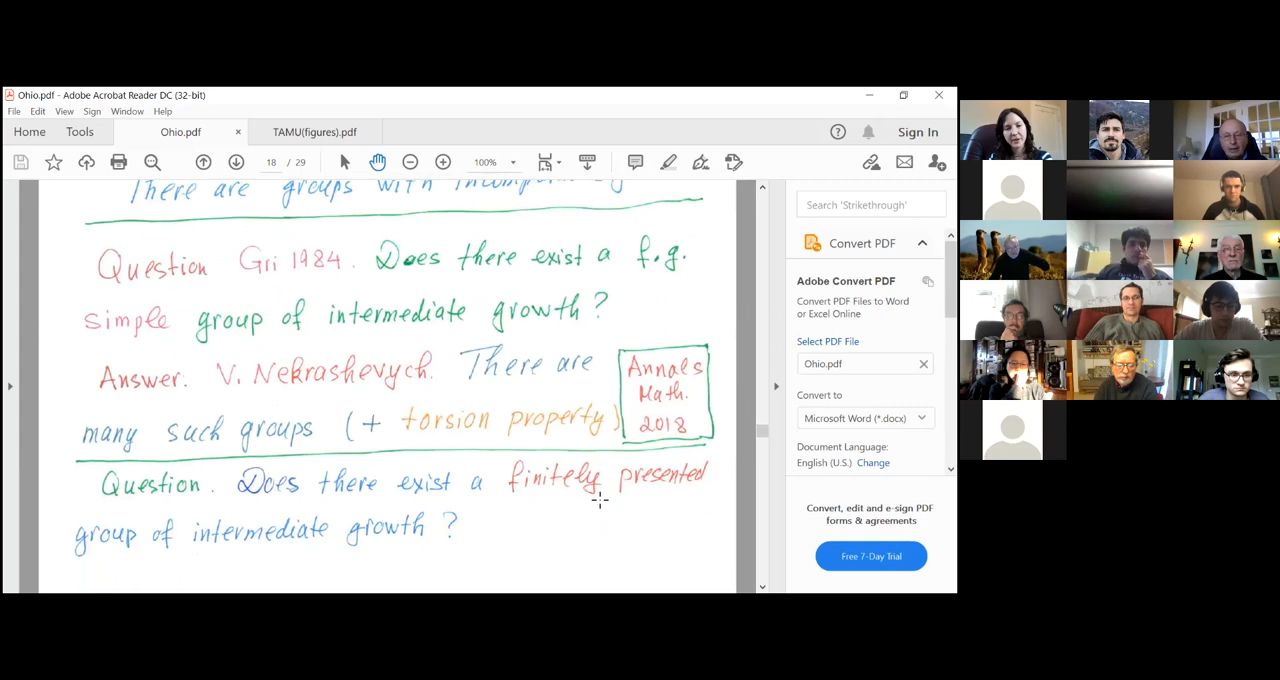 Ohio.pdf - Adobe Acrobat Reader DC (32-bit)
File Edit View Sign Window Help
Home Tools Ohio.pdf × TAMU(figures).pdf Sign In
18 / 29 100%
There are groups with
Question Gri 1984. Does there exist a f.g.
simple group of intermediate growth?
Answer: V. Nekrashevych. There are
many such groups (+ torsion property)
Annals
Math.
2018
Question. Does there exist a finitely presented
group of intermediate growth?
Search 'Strikethrough'
Convert PDF
Adobe Convert PDF
Convert PDF Files to Word
or Excel Online
Select PDF File
Ohio.pdf
Convert to
Microsoft Word (*.docx)
Document Language:
English (U.S.) Change
Convert, edit and e-sign PDF
forms & agreements
Free 7-Day Trial